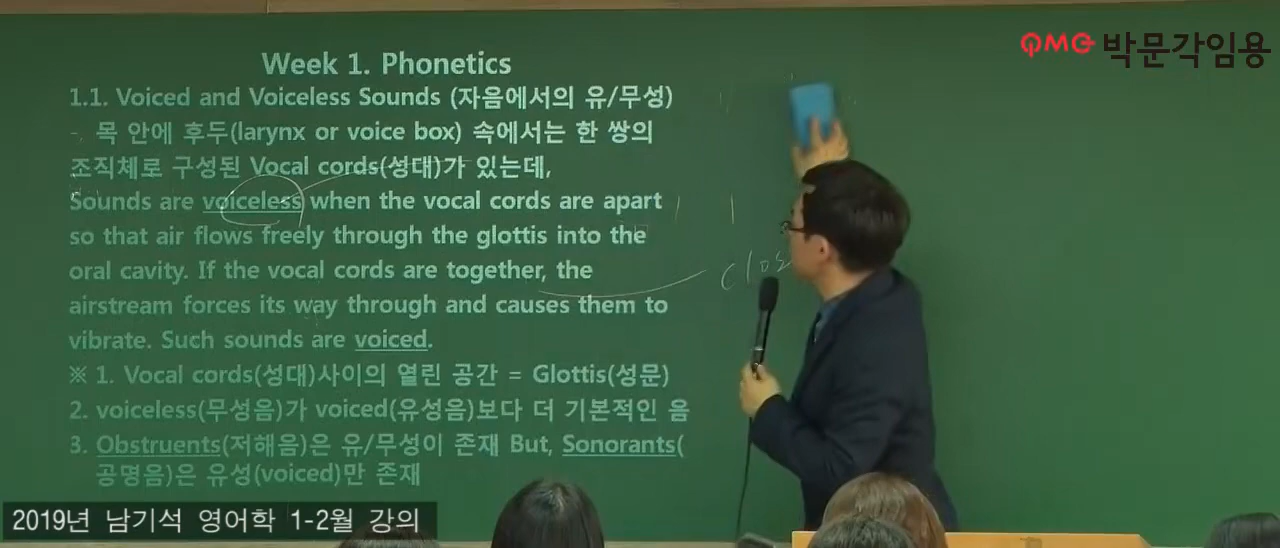 PMG 박문각임용
Week 1. Phonetics
1.1. Voiced and Voiceless Sounds (자음에서의 유/무성)
- 목 안에 후두(larynx or voice box) 속에서는 한 쌍의
조직체로 구성된 Vocal cords(성대)가 있는데,
Sounds are voiceless when the vocal cords are apart
so that air flows freely through the glottis into the
oral cavity. If the vocal cords are together, the
clos
airstream forces its way through and causes them to
vibrate. Such sounds are voiced.
※ 1. Vocal cords(성대)사이의 열린 공간 = Glottis(성문)
2. voiceless(무성음)가 voiced(유성음)보다 더 기본적인 음
3. Obstruents(저해음)은 유/무성이 존재 But, Sonorants(
공명음)은 유성(voiced)만 존재
2019년 남기석 영어학 1-2월 강의